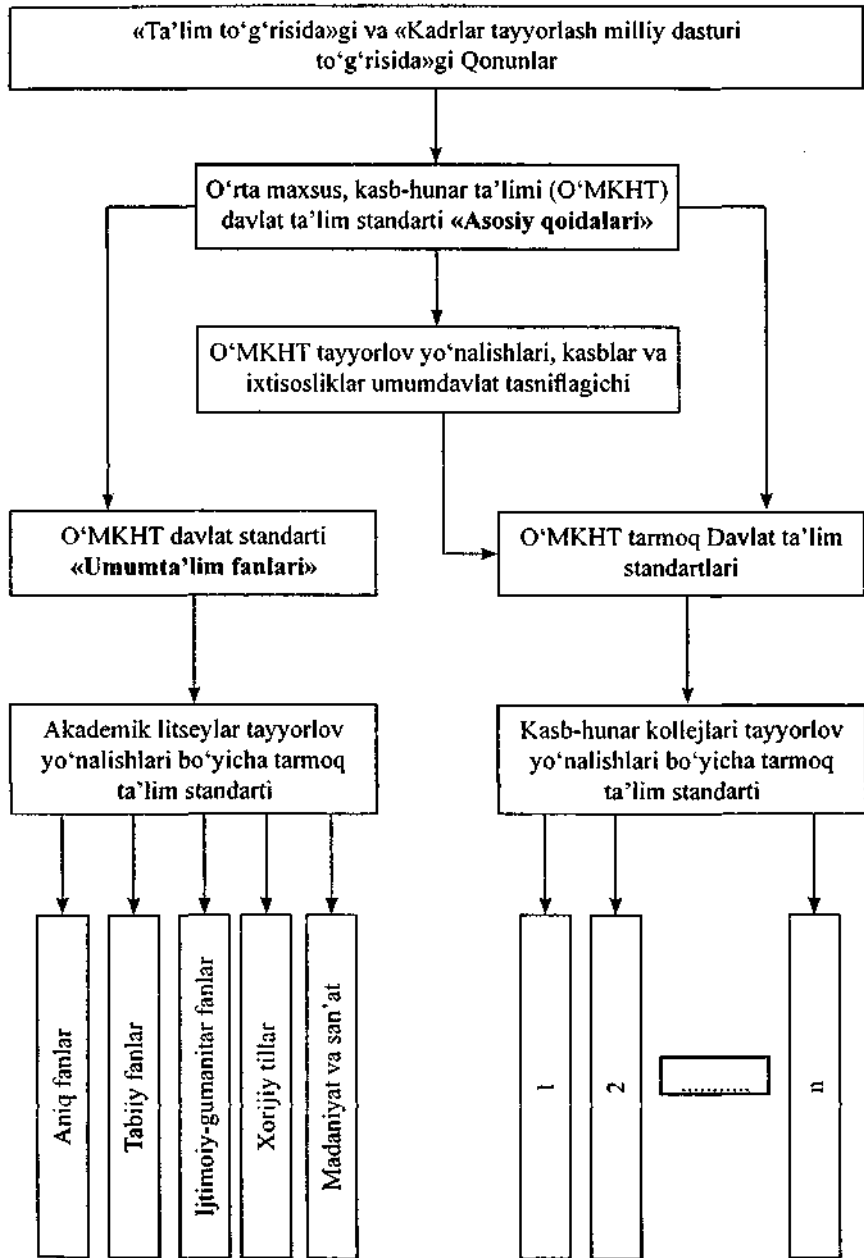 «Ta’lim to‘g‘risida»gi va «Kadrlar tayyorlash milliy dasturi
to‘g‘risida»gi Qonunlar
O‘rta maxsus, kasb-hunar ta’limi (O‘MKHT)
davlat ta’lim standarti «Asosiy qoidalari»
O‘MKHT tayyorlov yo‘nalishlari, kasblar va
ixtisosliklar umumdavlat tasniflagichi
O‘MKHT davlat standarti
«Umumta’lim fanlari»
O‘MKHT tarmoq Davlat ta’lim
standartlari
Akademik litseylar tayyorlov
yo‘nalishlari bo‘yicha tarmoq
ta’lim standarti
Kasb-hunar kollejlari tayyorlov
yo‘nalishlari bo‘yicha tarmoq
ta’lim standarti
Aniq fanlar
Tabiiy fanlar
Ijtimoiy-gumanitar fanlar
Xorijiy tillar
Madaniyat va san’at
1
2
..........
n